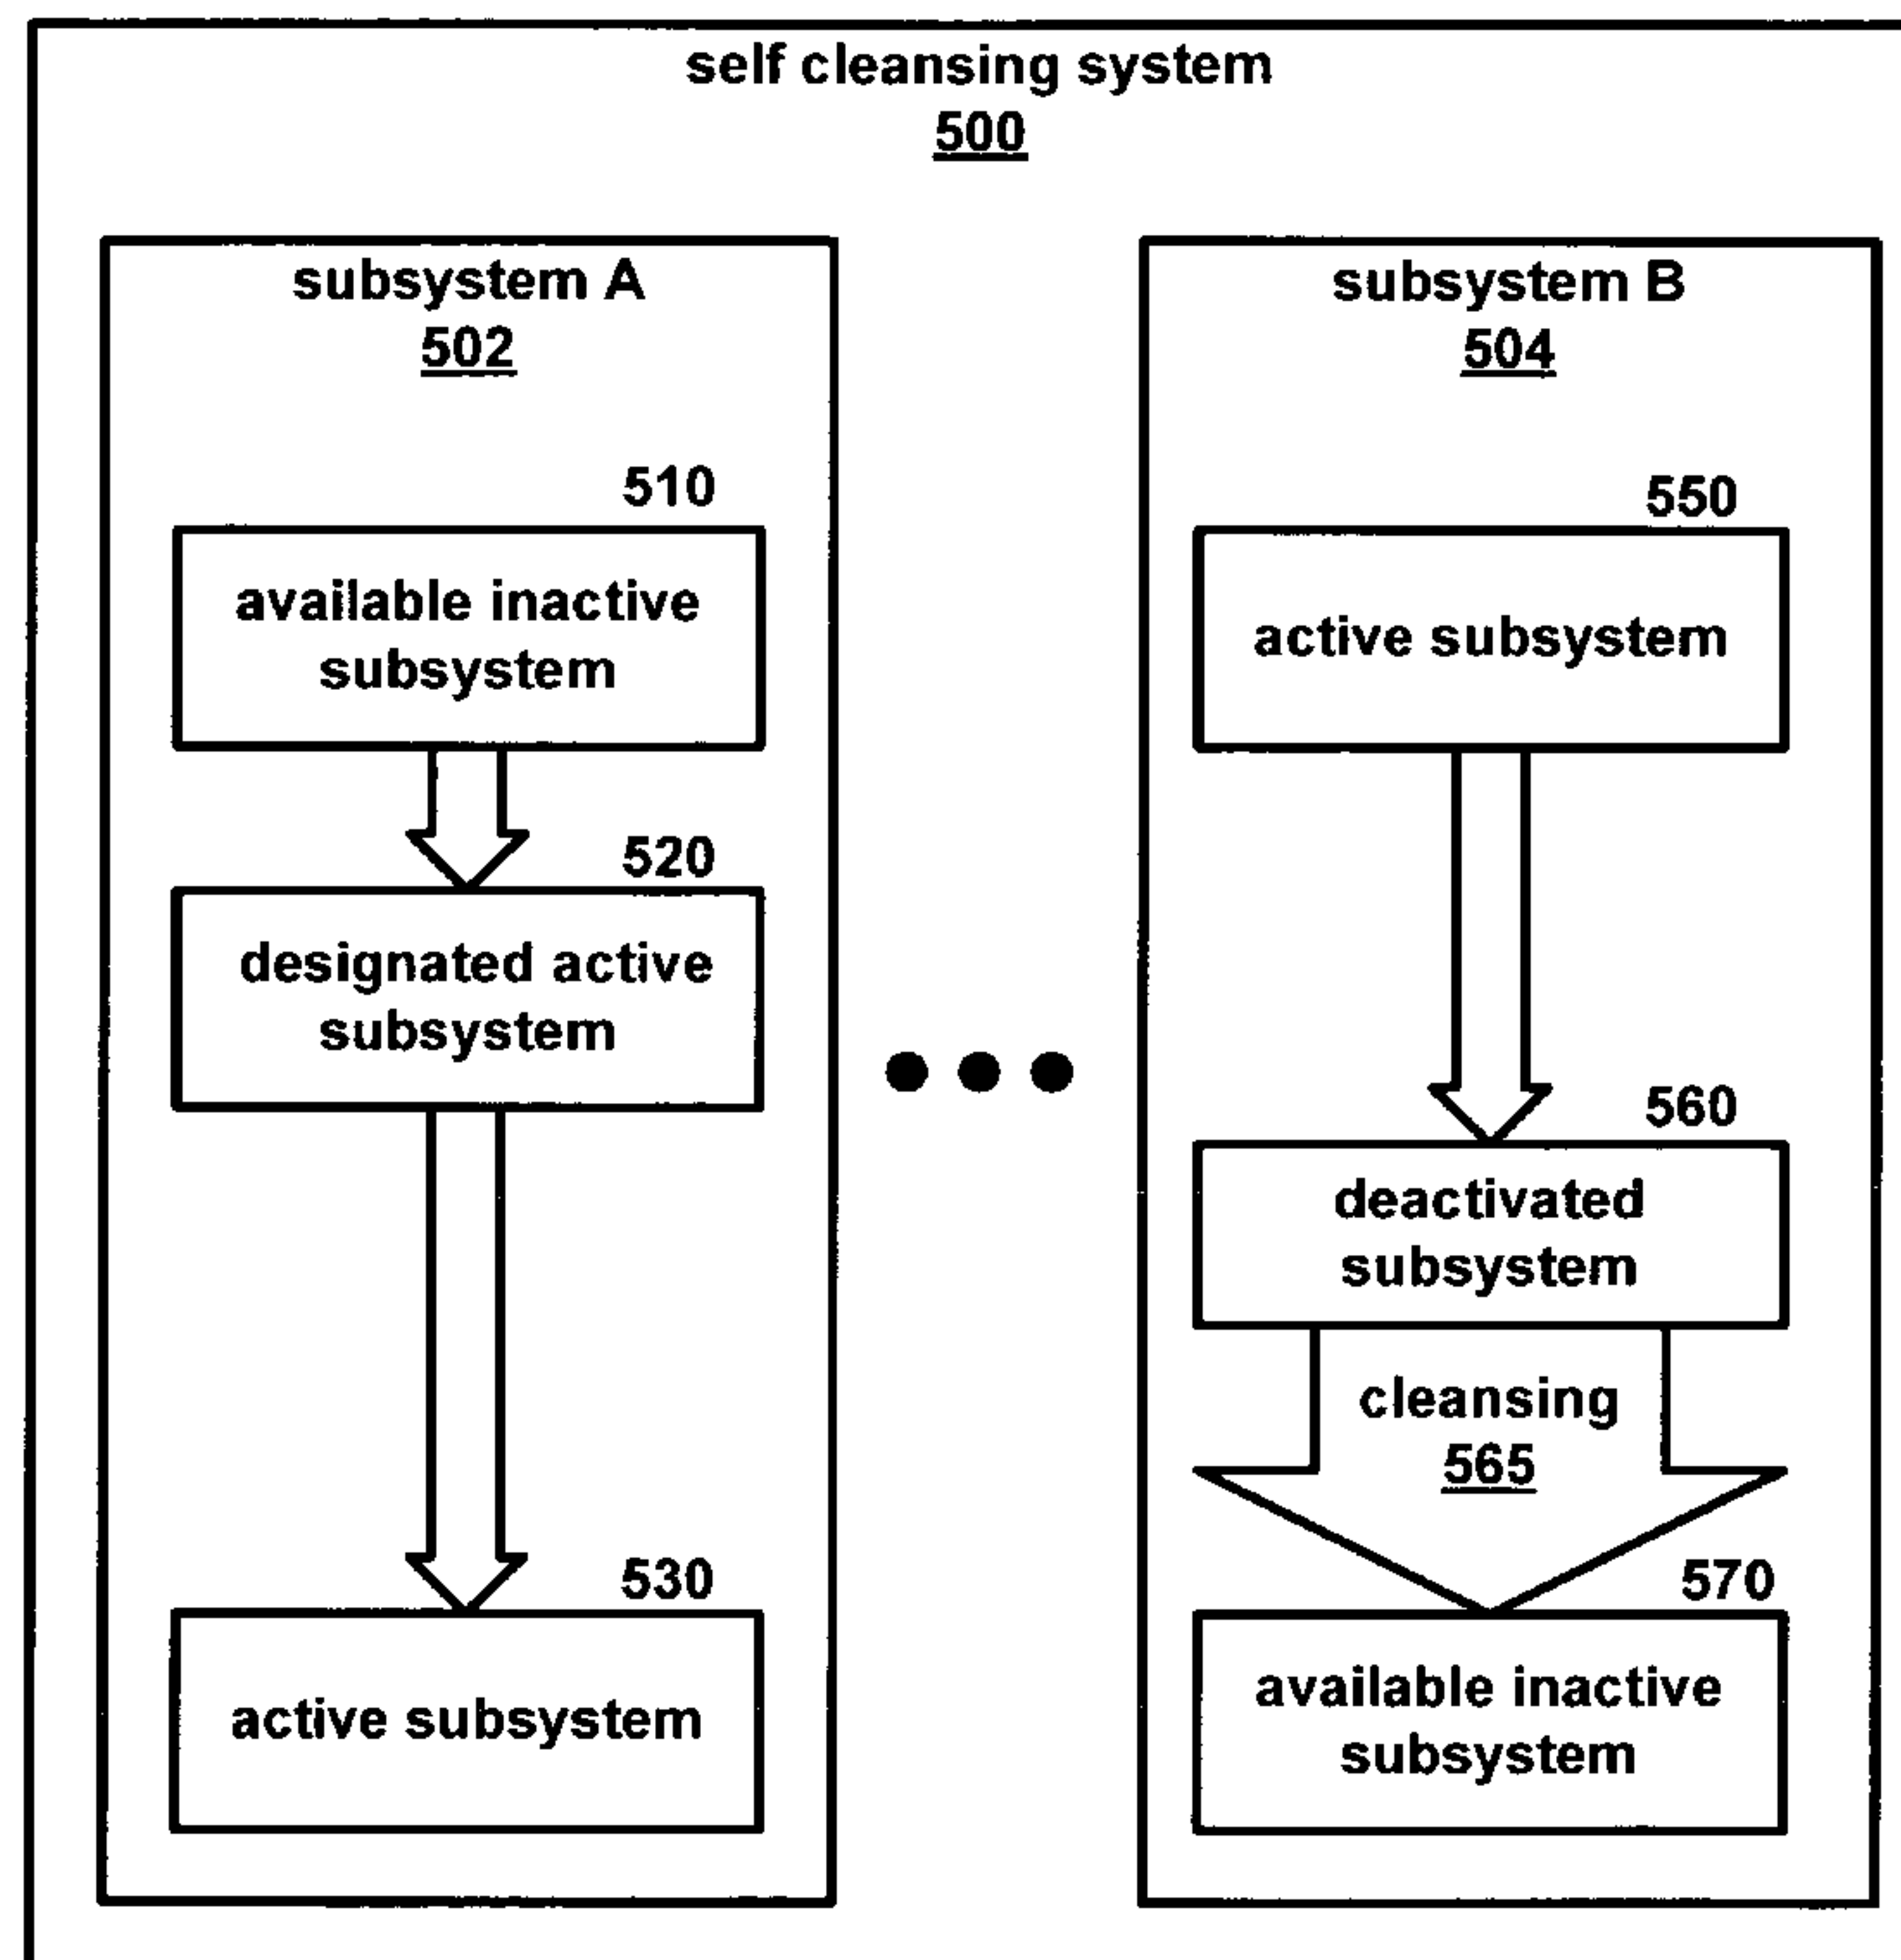 self cleansing system
500
subsystem A
502
510
available inactive
subsystem
520
designated active
subsystem
530
active subsystem
subsystem B
504
550
active subsystem
560
deactivated
subsystem
cleansing
565
570
available inactive
subsystem